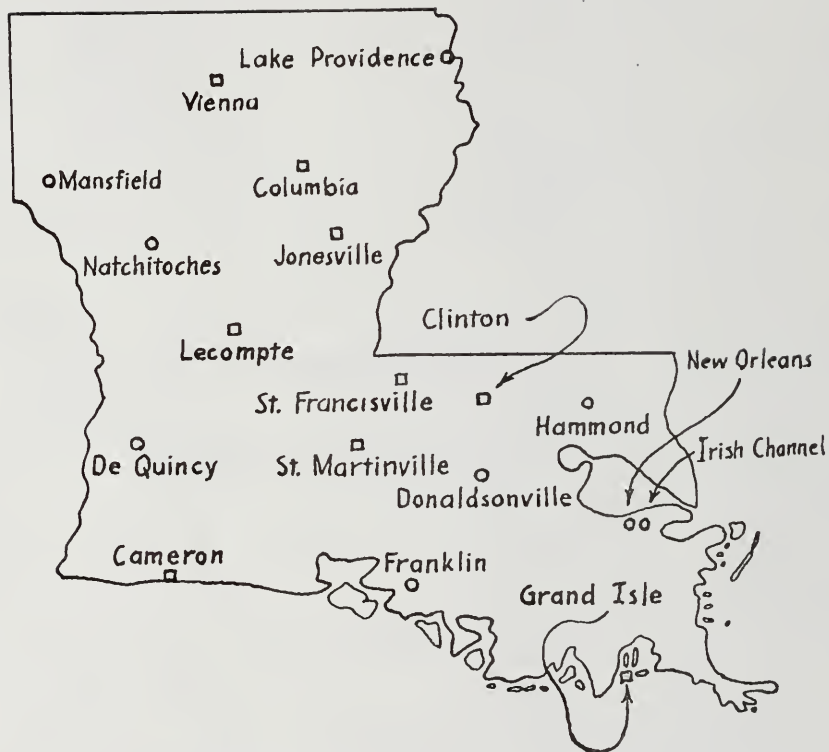 Lake Providence
Vienna
Mansfield
Columbia
Natchitoches
Jonesville
Clinton
Lecompte
New Orleans
St. Francisville
Hammond
Irish Channel
De Quincy
St. Martinville
Donaldsonville
Cameron
Franklin
Grand Isle